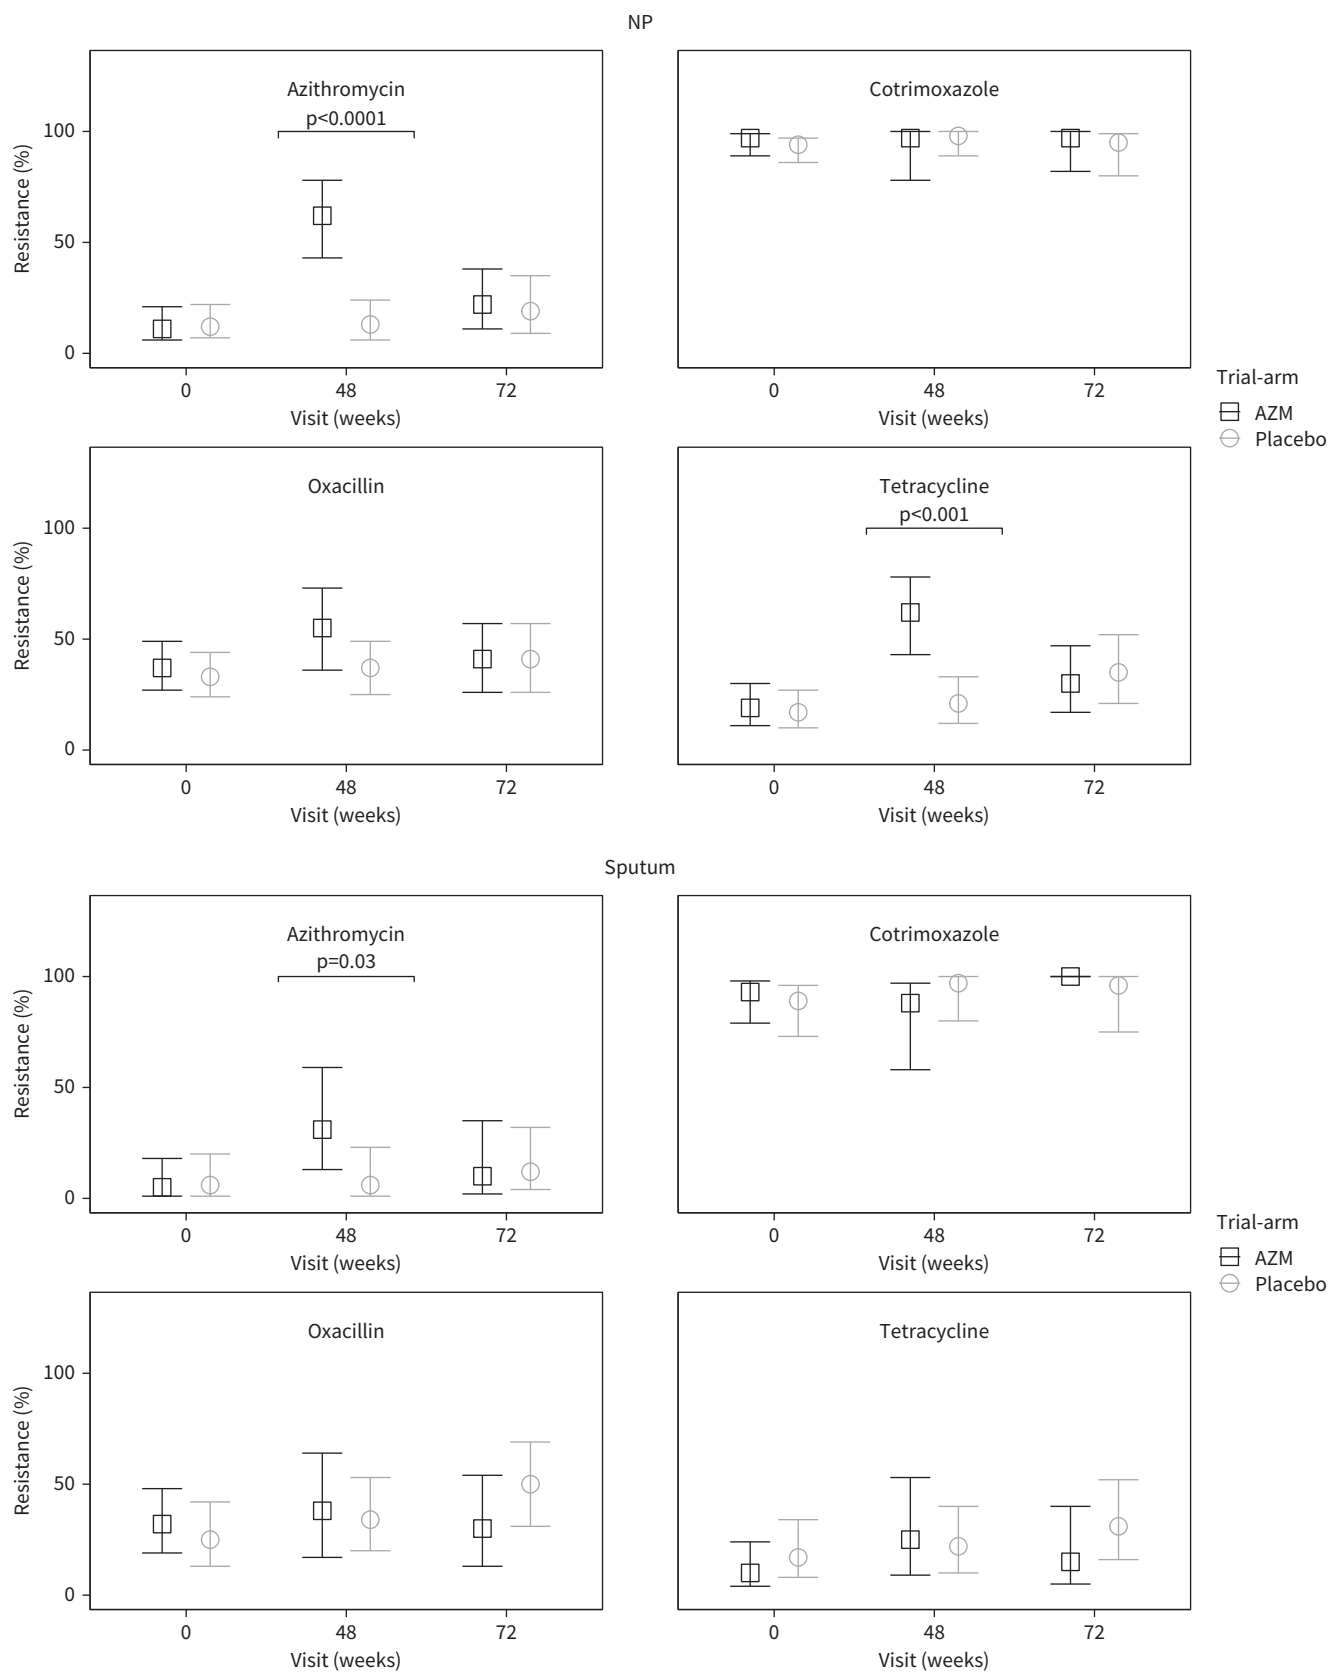 NP
Azithromycin
p<0.0001
Resistance (%)
100
50
0
0 48 72
Visit (weeks)
Cotrimoxazole
0 48 72
Visit (weeks)
Trial-arm
AZM
Placebo
Oxacillin
Resistance (%)
100
50
0
0 48 72
Visit (weeks)
Tetracycline
p<0.001
0 48 72
Visit (weeks)
Sputum
Azithromycin
p=0.03
Resistance (%)
100
50
0
0 48 72
Visit (weeks)
Cotrimoxazole
0 48 72
Visit (weeks)
Trial-arm
AZM
Placebo
Oxacillin
Resistance (%)
100
50
0
0 48 72
Visit (weeks)
Tetracycline
0 48 72
Visit (weeks)